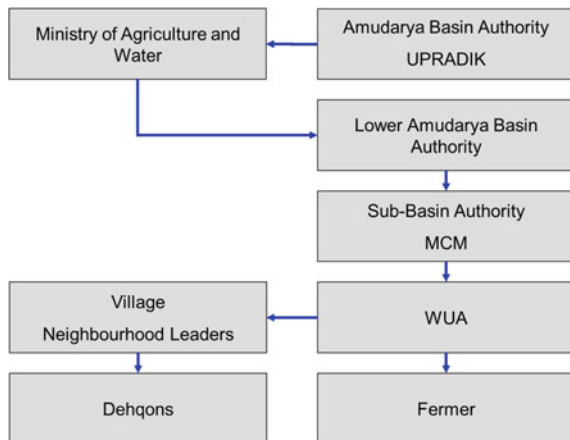 Ministry of Agriculture and
Water
Amudarya Basin Authority
UPRADIK
Lower Amudarya Basin
Authority
Sub-Basin Authority
MCM
Village
Neighbourhood Leaders
WUA
Dehqons
Fermer